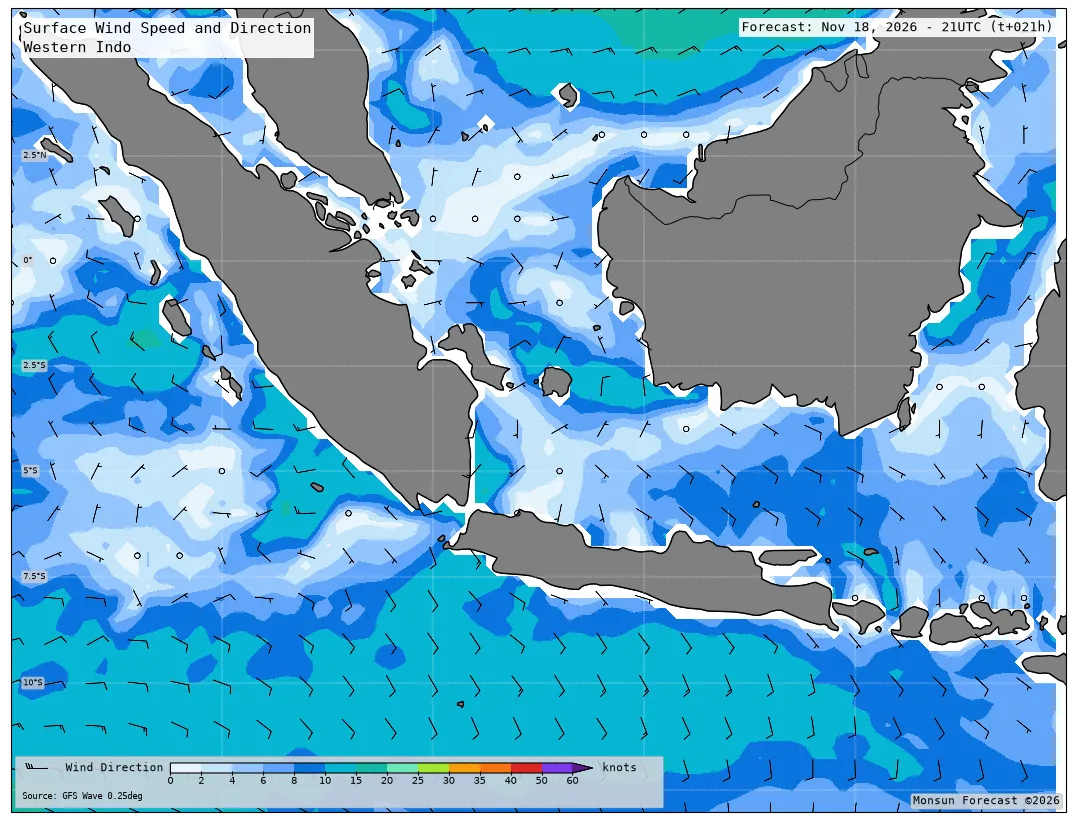 Surface Wind Speed and Direction
Western Indo
Forecast: Nov 18, 2026 - 21UTC (t+021h)
2.5°N
0°
2.5°S
5°S
7.5°S
10°S
Wind Direction
0 2 4 6 8 10 15 20 25 30 35 40 50 60
knots
Source: GFS Wave 0.25deg
Monsun Forecast ©2026